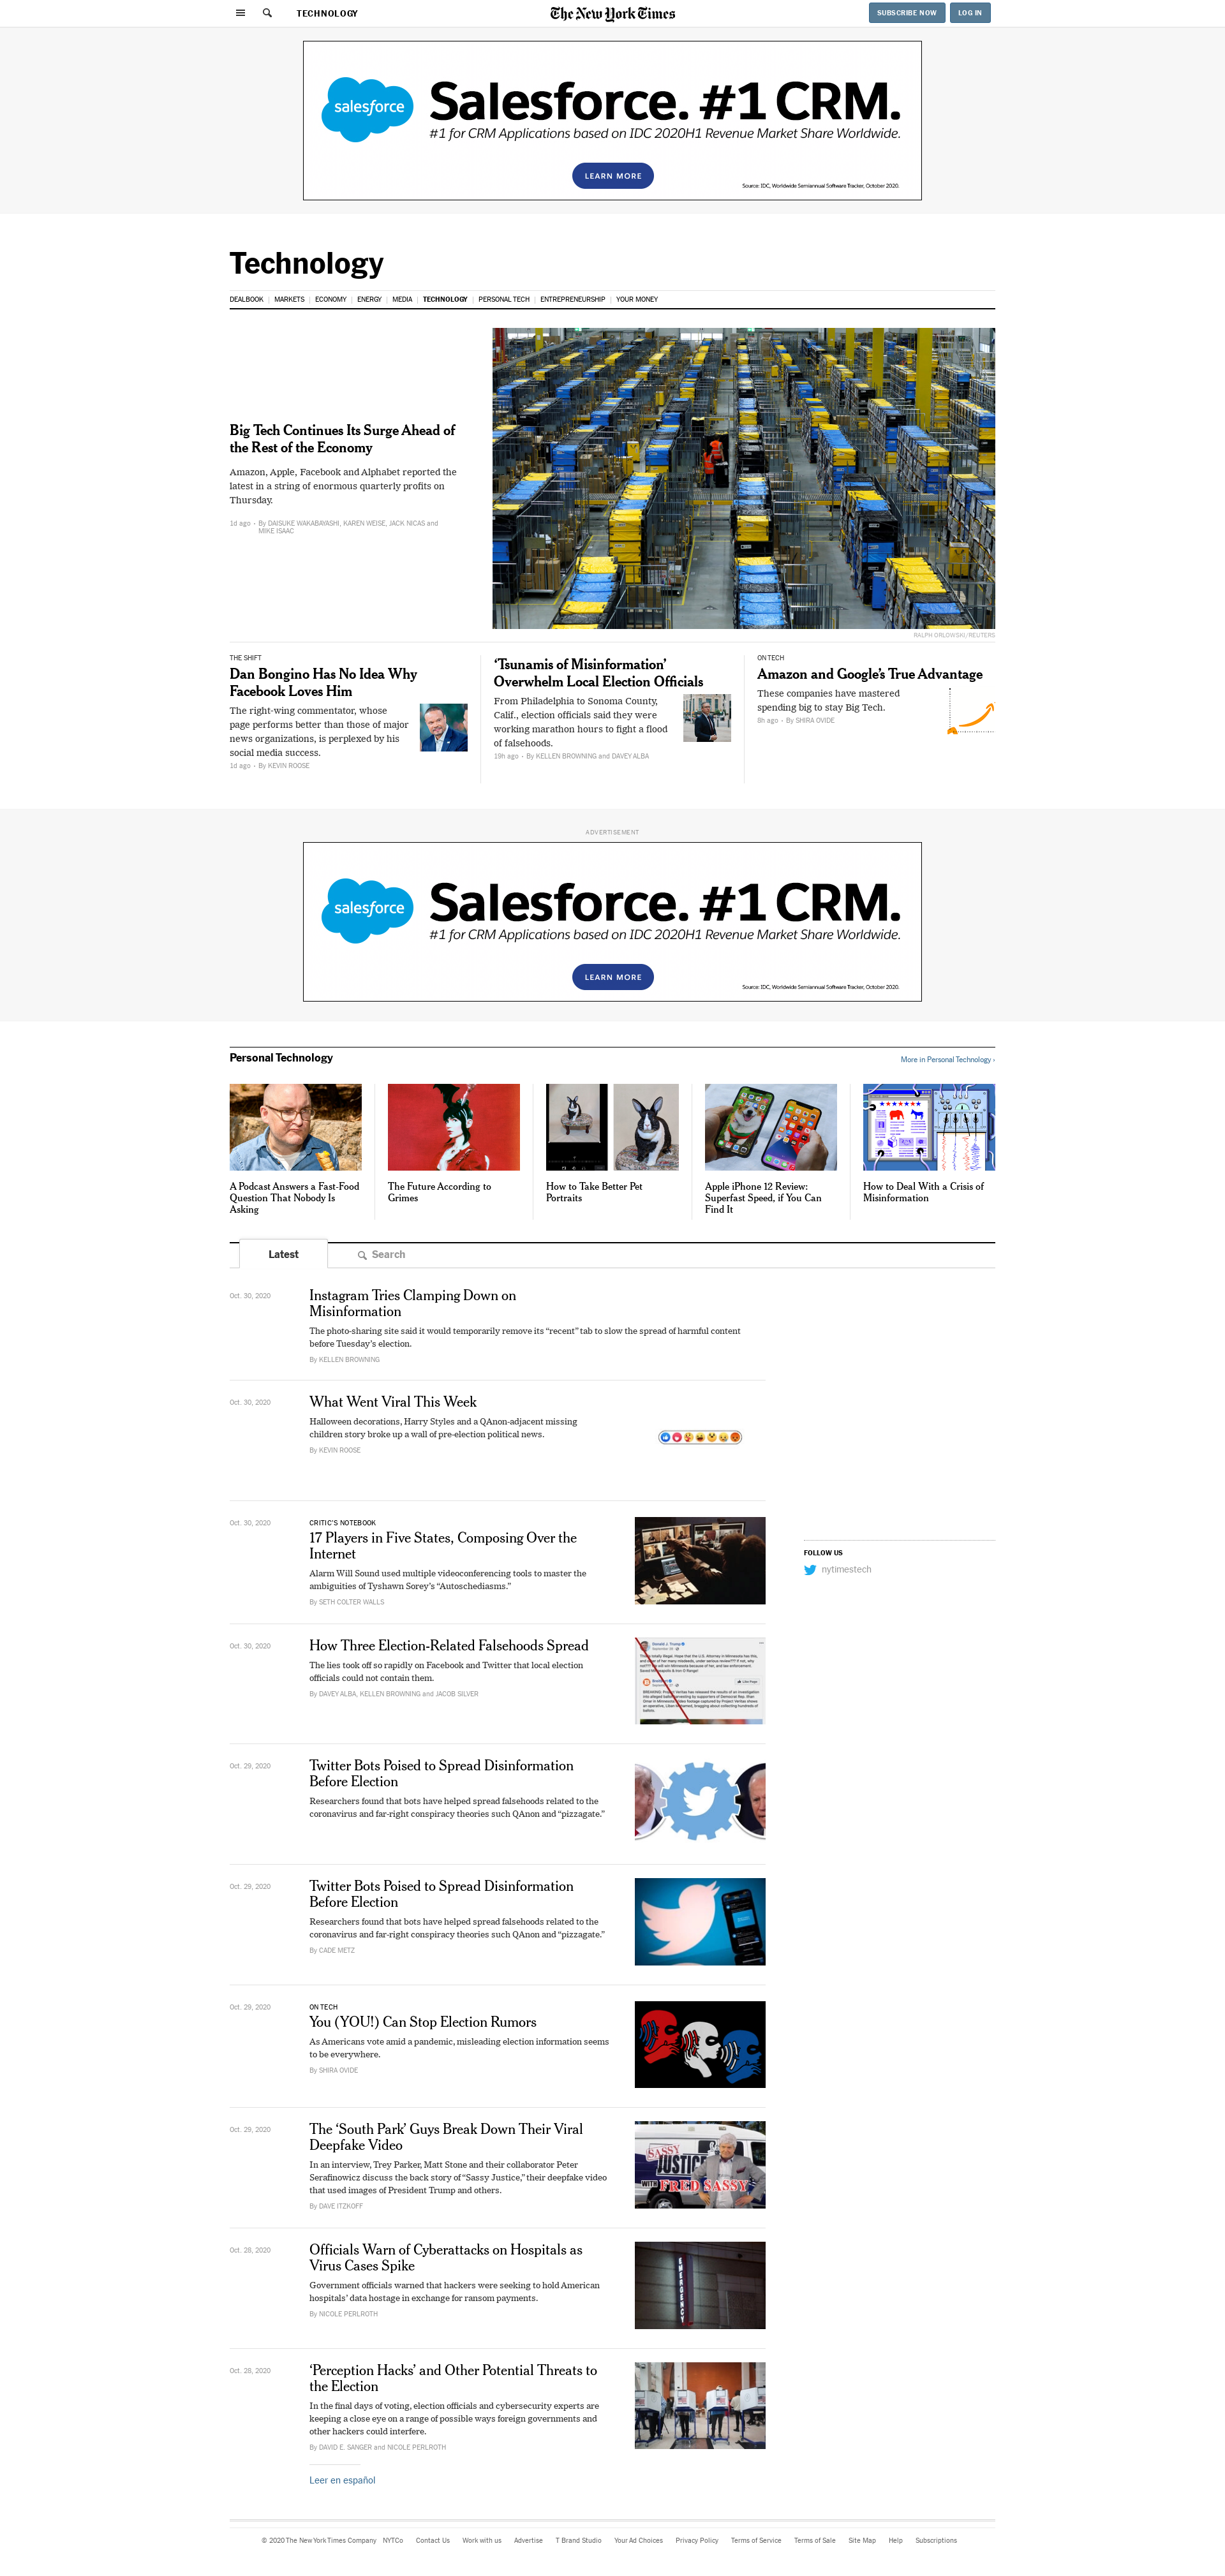 TECHNOLOGY
The New York Times
SUBSCRIBE NOW
LOG IN
salesforce
Salesforce. #1 CRM.
#1 for CRM Applications based on IDC 2020H1 Revenue Market Share Worldwide.
LEARN MORE
Source: IDC, Worldwide Semiannual Software Tracker, October 2020.
Technology
DEALBOOK | MARKETS | ECONOMY | ENERGY | MEDIA | TECHNOLOGY | PERSONAL TECH | ENTREPRENEURSHIP | YOUR MONEY
Big Tech Continues Its Surge Ahead of
the Rest of the Economy
Amazon, Apple, Facebook and Alphabet reported the
latest in a string of enormous quarterly profits on
Thursday.
1d ago • By DAISUKE WAKABAYASHI, KAREN WEISE, JACK NICAS and
MIKE ISAAC
RALPH ORLOWSKI/REUTERS
THE SHIFT
Dan Bongino Has No Idea Why
Facebook Loves Him
The right-wing commentator, whose
page performs better than those of major
news organizations, is perplexed by his
social media success.
1d ago • By KEVIN ROOSE
‘Tsunamis of Misinformation’
Overwhelm Local Election Officials
From Philadelphia to Sonoma County,
Calif., election officials said they were
working marathon hours to fight a flood
of falsehoods.
19h ago • By KELLEN BROWNING and DAVEY ALBA
ON TECH
Amazon and Google’s True Advantage
These companies have mastered
spending big to stay Big Tech.
8h ago • By SHIRA OVIDE
ADVERTISEMENT
salesforce
Salesforce. #1 CRM.
#1 for CRM Applications based on IDC 2020H1 Revenue Market Share Worldwide.
LEARN MORE
Source: IDC, Worldwide Semiannual Software Tracker, October 2020.
Personal Technology
More in Personal Technology ›
A Podcast Answers a Fast-Food
Question That Nobody Is
Asking
The Future According to
Grimes
How to Take Better Pet
Portraits
Apple iPhone 12 Review:
Superfast Speed, if You Can
Find It
How to Deal With a Crisis of
Misinformation
Latest
Search
Oct. 30, 2020
Instagram Tries Clamping Down on
Misinformation
The photo-sharing site said it would temporarily remove its “recent” tab to slow the spread of harmful content
before Tuesday’s election.
By KELLEN BROWNING
Oct. 30, 2020
What Went Viral This Week
Halloween decorations, Harry Styles and a QAnon-adjacent missing
children story broke up a wall of pre-election political news.
By KEVIN ROOSE
Oct. 30, 2020
CRITIC’S NOTEBOOK
17 Players in Five States, Composing Over the
Internet
Alarm Will Sound used multiple videoconferencing tools to master the
ambiguities of Tyshawn Sorey’s “Autoschediasms.”
By SETH COLTER WALLS
FOLLOW US
nytimestech
Oct. 30, 2020
How Three Election-Related Falsehoods Spread
The lies took off so rapidly on Facebook and Twitter that local election
officials could not contain them.
By DAVEY ALBA, KELLEN BROWNING and JACOB SILVER
Donald J. Trump
Like Page
Oct. 29, 2020
Twitter Bots Poised to Spread Disinformation
Before Election
Researchers found that bots have helped spread falsehoods related to the
coronavirus and far-right conspiracy theories such QAnon and “pizzagate.”
Oct. 29, 2020
Twitter Bots Poised to Spread Disinformation
Before Election
Researchers found that bots have helped spread falsehoods related to the
coronavirus and far-right conspiracy theories such QAnon and “pizzagate.”
By CADE METZ
Oct. 29, 2020
ON TECH
You (YOU!) Can Stop Election Rumors
As Americans vote amid a pandemic, misleading election information seems
to be everywhere.
By SHIRA OVIDE
Oct. 29, 2020
The ‘South Park’ Guys Break Down Their Viral
Deepfake Video
In an interview, Trey Parker, Matt Stone and their collaborator Peter
Serafinowicz discuss the back story of “Sassy Justice,” their deepfake video
that used images of President Trump and others.
By DAVE ITZKOFF
SASSY
JUSTICE
WITH FRED SASSY
Oct. 28, 2020
Officials Warn of Cyberattacks on Hospitals as
Virus Cases Spike
Government officials warned that hackers were seeking to hold American
hospitals’ data hostage in exchange for ransom payments.
By NICOLE PERLROTH
EMERGENCY
Oct. 28, 2020
‘Perception Hacks’ and Other Potential Threats to
the Election
In the final days of voting, election officials and cybersecurity experts are
keeping a close eye on a range of possible ways foreign governments and
other hackers could interfere.
By DAVID E. SANGER and NICOLE PERLROTH
Leer en español
© 2020 The New York Times Company NYTCo Contact Us Work with us Advertise T Brand Studio Your Ad Choices Privacy Policy Terms of Service Terms of Sale Site Map Help Subscriptions